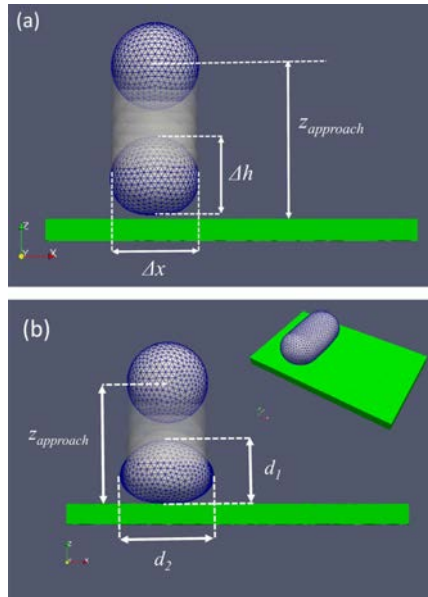 (a)
z_approach
Δh
Δx
z
Y
X
(b)
z_approach
d_1
d_2
z
x